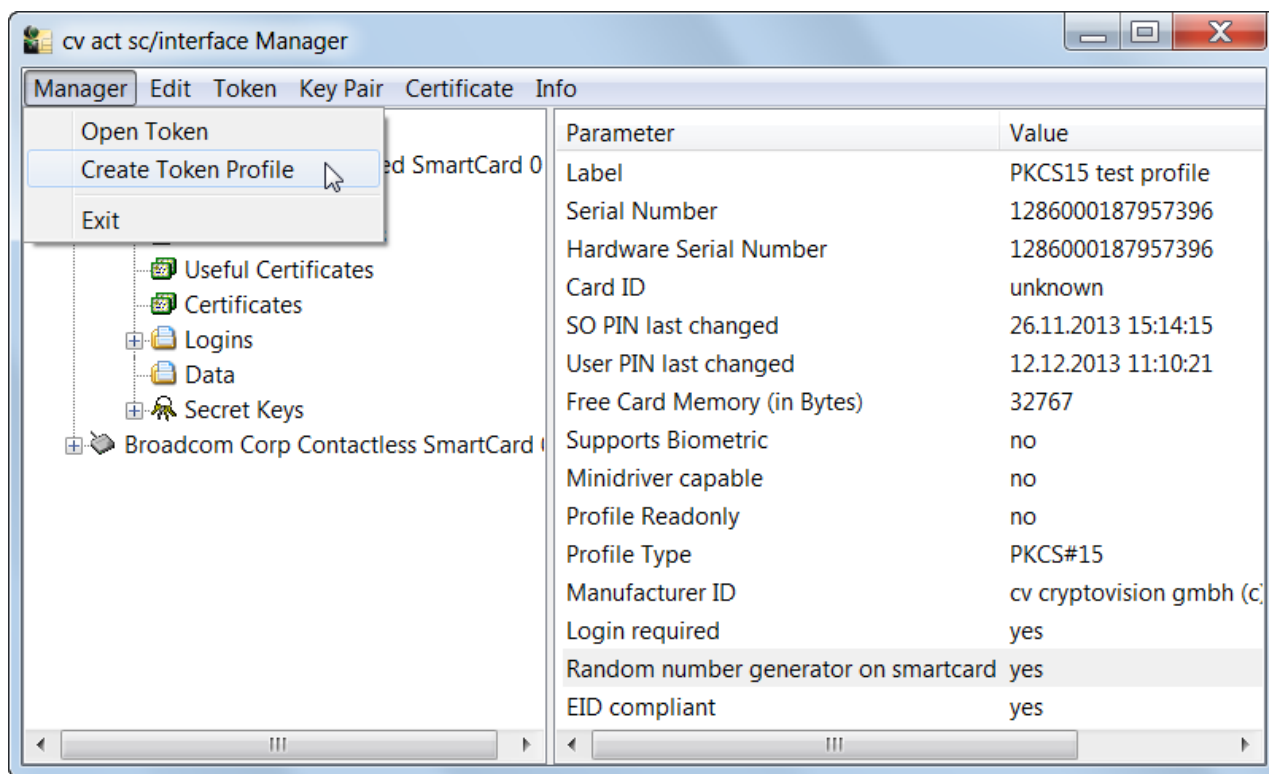 cv act sc/interface Manager
Manager Edit Token Key Pair Certificate Info
Open Token
Create Token Profile
Exit
ed SmartCard 0
Useful Certificates
Certificates
Logins
Data
Secret Keys
Broadcom Corp Contactless SmartCard
Parameter Value
Label PKCS15 test profile
Serial Number 1286000187957396
Hardware Serial Number 1286000187957396
Card ID unknown
SO PIN last changed 26.11.2013 15:14:15
User PIN last changed 12.12.2013 11:10:21
Free Card Memory (in Bytes) 32767
Supports Biometric no
Minidriver capable no
Profile Readonly no
Profile Type PKCS#15
Manufacturer ID cv cryptovision gmbh (c)
Login required yes
Random number generator on smartcard yes
EID compliant yes